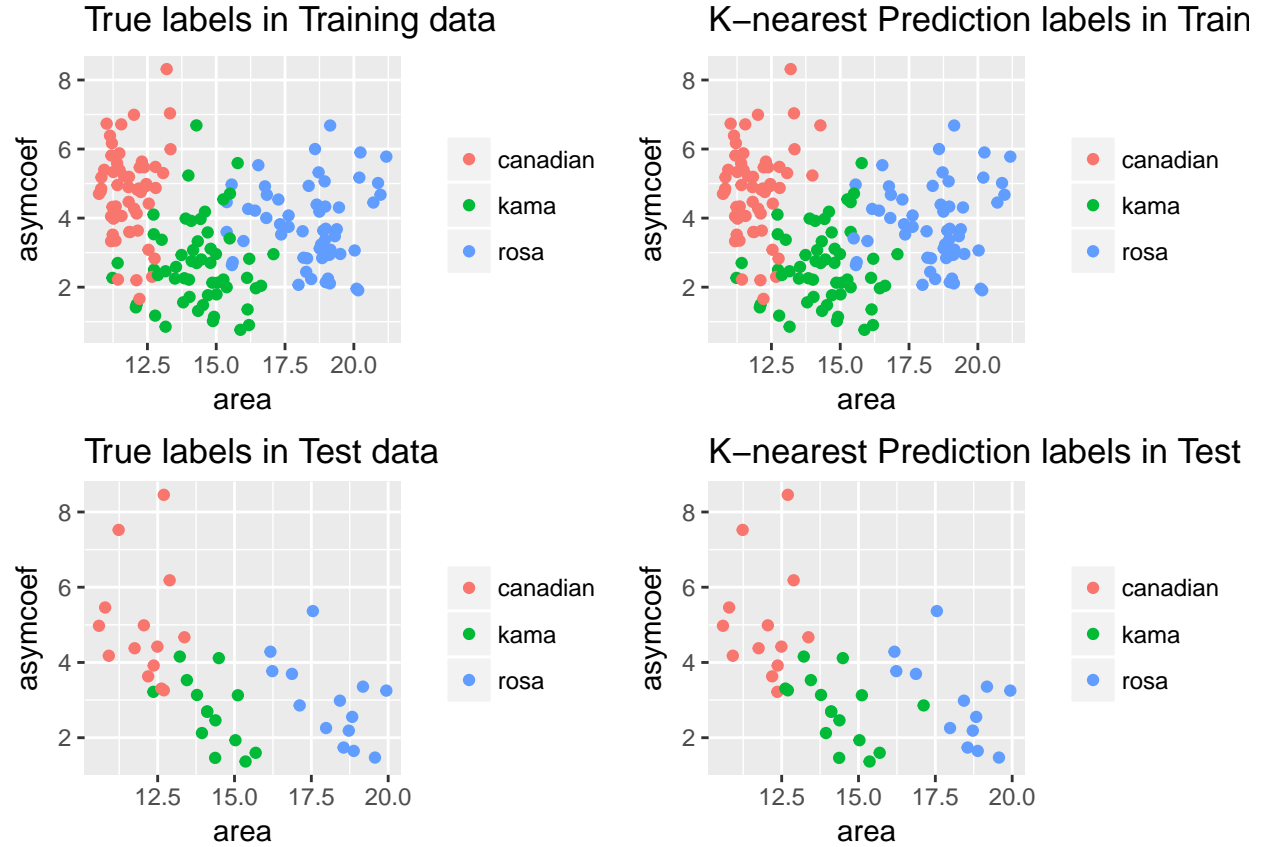 True labels in Training data
8
6
4
2
asymcoef
12.5 15.0 17.5 20.0
area
canadian
kama
rosa
K−nearest Prediction labels in Train
8
6
4
2
asymcoef
12.5 15.0 17.5 20.0
area
canadian
kama
rosa
True labels in Test data
8
6
4
2
asymcoef
12.5 15.0 17.5 20.0
area
canadian
kama
rosa
K−nearest Prediction labels in Test
8
6
4
2
asymcoef
12.5 15.0 17.5 20.0
area
canadian
kama
rosa